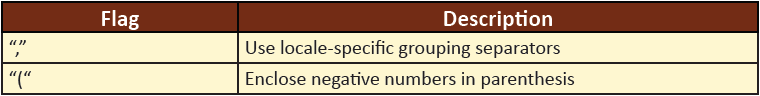 Flag Description
“,” Use locale-specific grouping separators
“(“ Enclose negative numbers in parenthesis